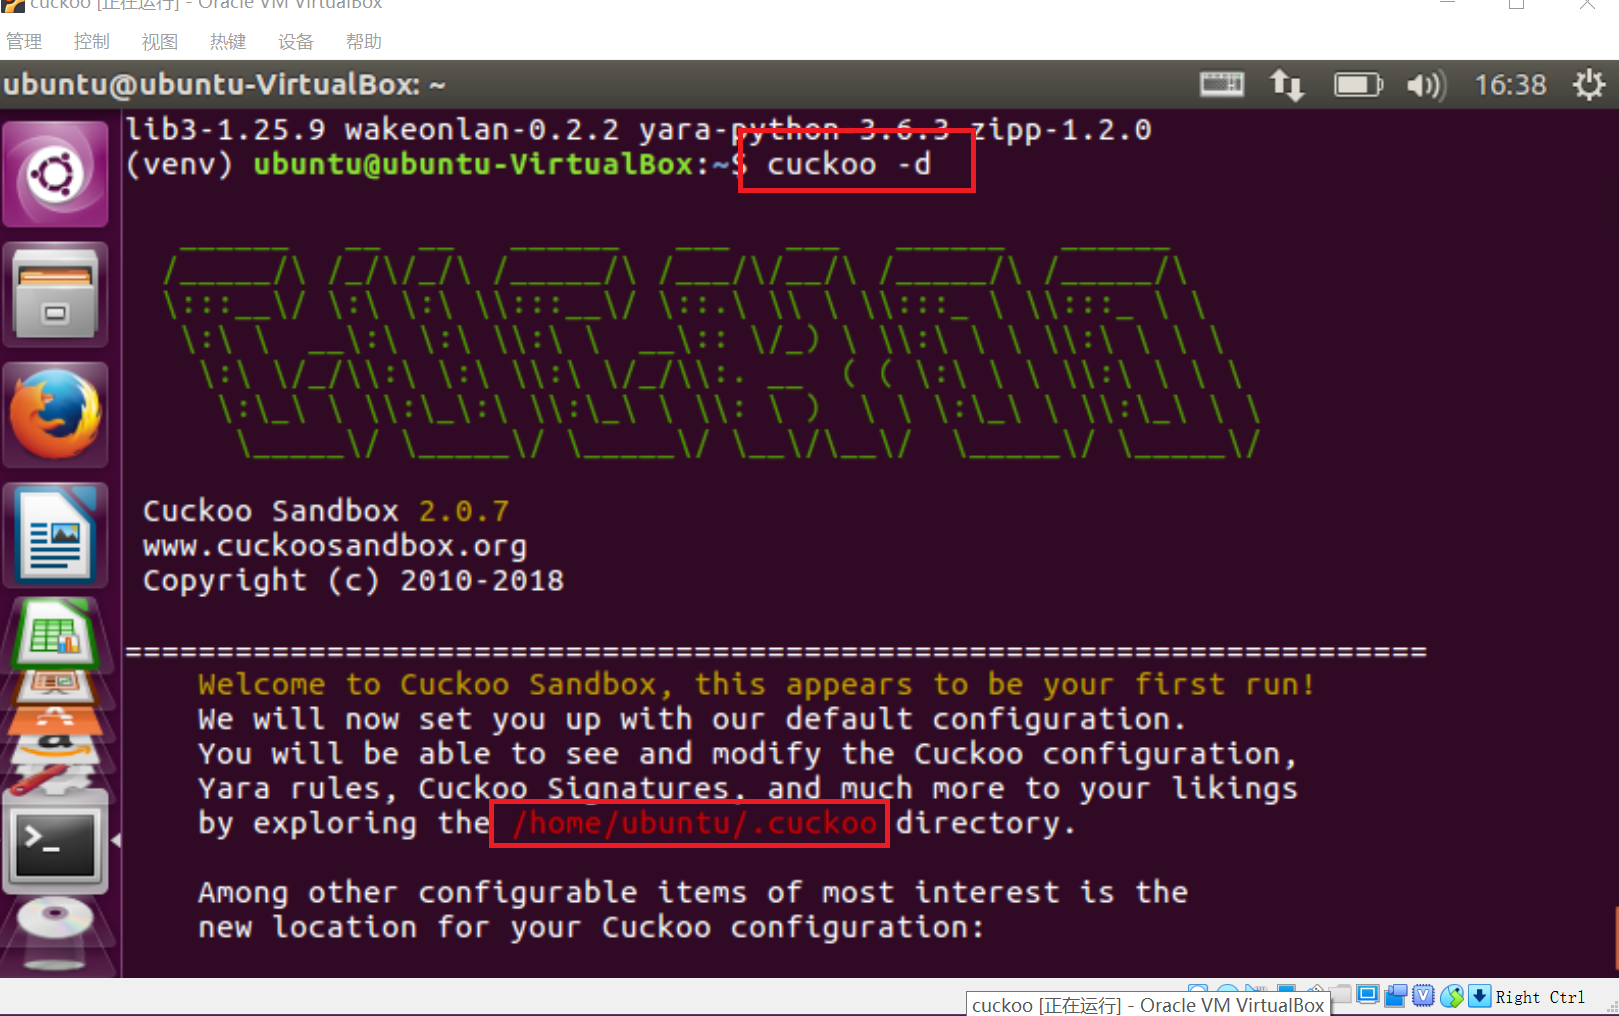 cuckoo [正在运行] - Oracle VM VirtualBox
管理 控制 视图 热键 设备 帮助
ubuntu@ubuntu-VirtualBox: ~ 16:38
lib3-1.25.9 wakeonlan-0.2.2 yara-python-3.6.3 zipp-1.2.0
(venv) ubuntu@ubuntu-VirtualBox:~$ cuckoo -d
CUCKOO
Cuckoo Sandbox 2.0.7
www.cuckoosandbox.org
Copyright (c) 2010-2018
=======================================================================
Welcome to Cuckoo Sandbox, this appears to be your first run!
We will now set you up with our default configuration.
You will be able to see and modify the Cuckoo configuration,
Yara rules, Cuckoo Signatures, and much more to your likings
by exploring the /home/ubuntu/.cuckoo directory.
Among other configurable items of most interest is the
new location for your Cuckoo configuration:
Right Ctrl
cuckoo [正在运行] - Oracle VM VirtualBox